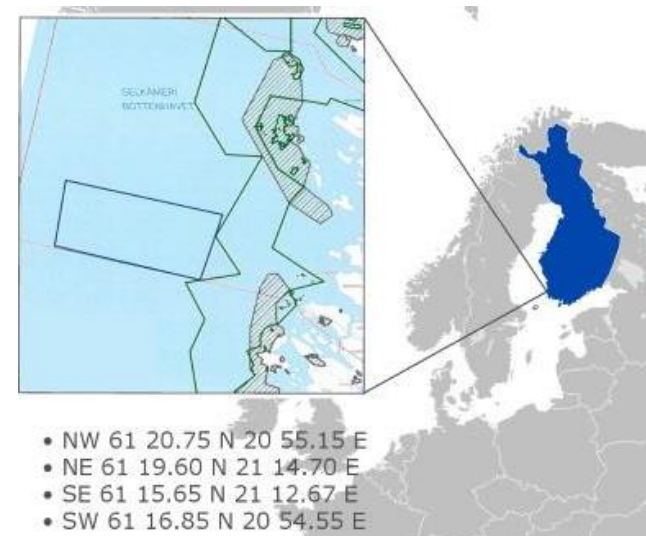 SELKÄMERI
BOTTENHAVET
• NW 61 20.75 N 20 55.15 E
• NE 61 19.60 N 21 14.70 E
• SE 61 15.65 N 21 12.67 E
• SW 61 16.85 N 20 54.55 E